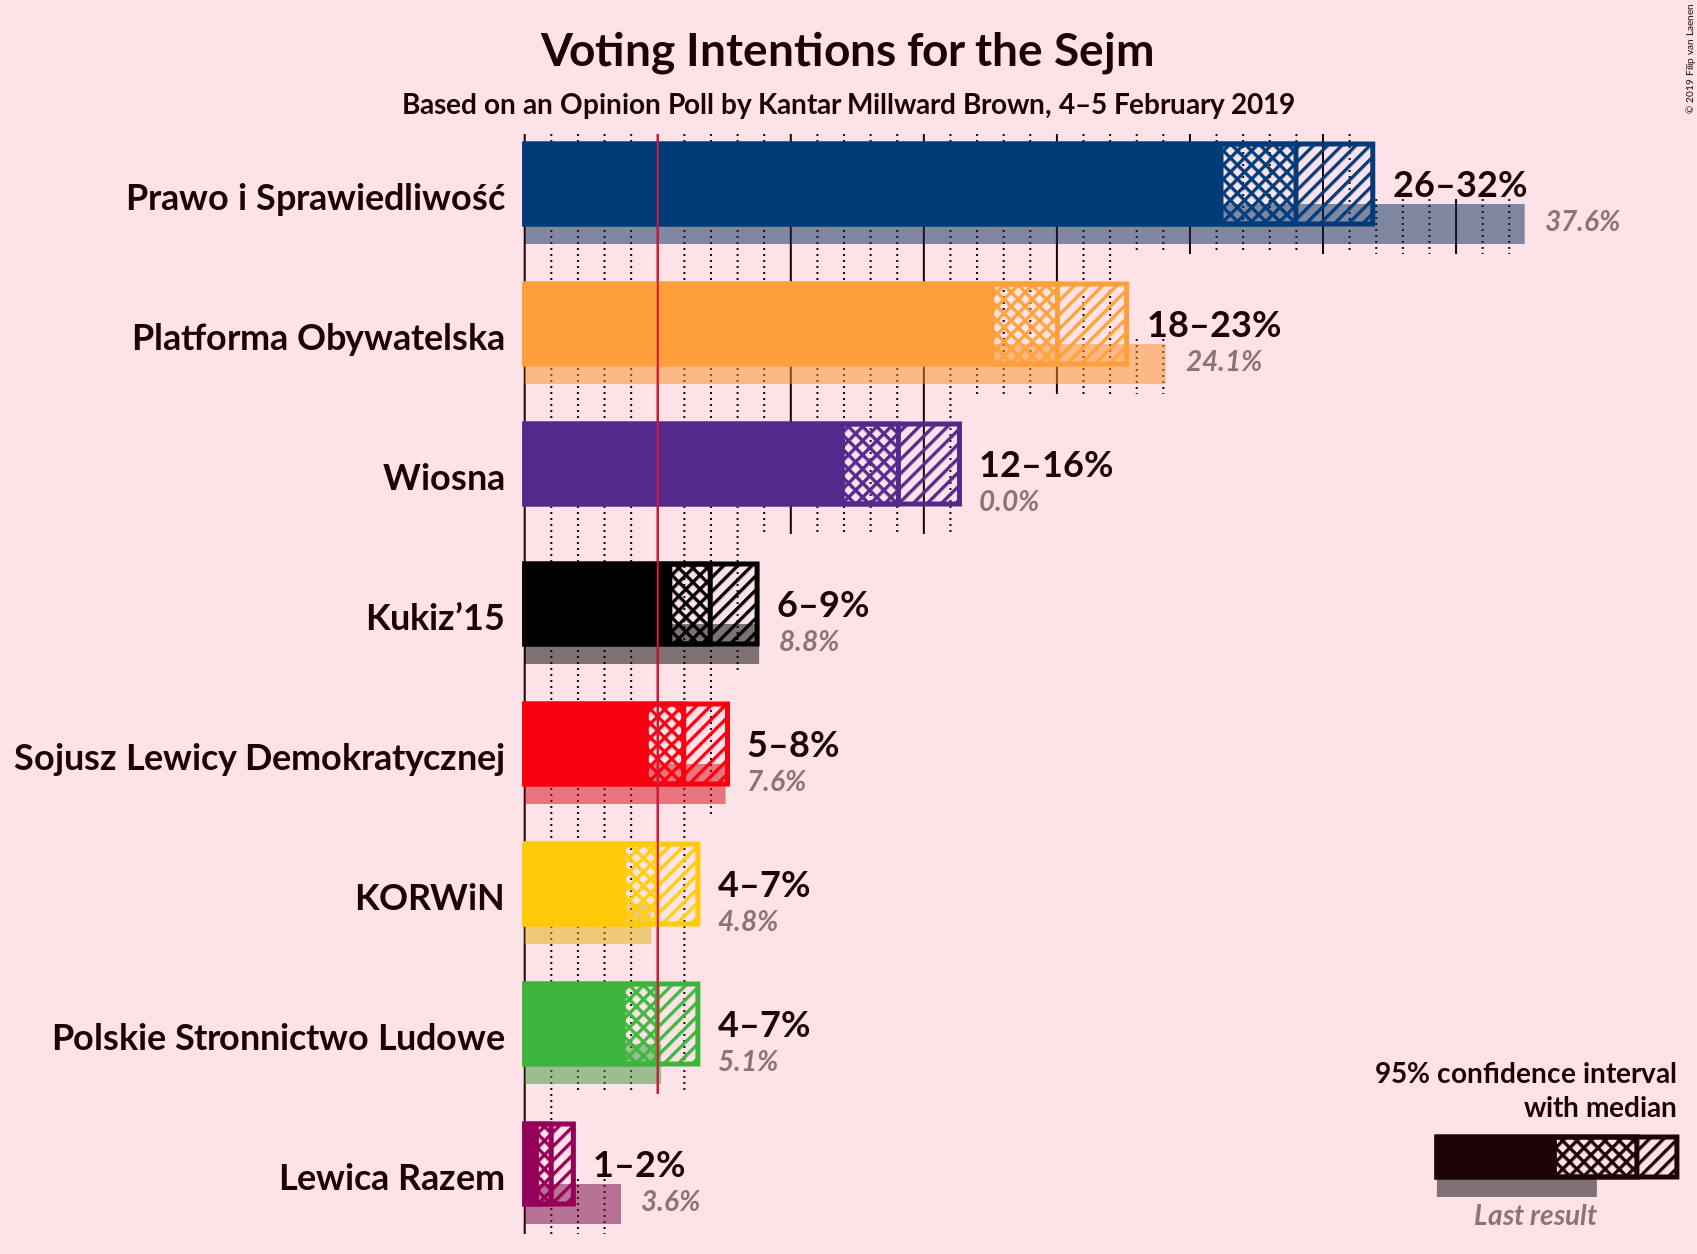 Voting Intentions for the Sejm
Based on an Opinion Poll by Kantar Millward Brown, 4–5 February 2019
© 2019 Filip van Laenen
Prawo i Sprawiedliwość
26–32%
37.6%
Platforma Obywatelska
18–23%
24.1%
Wiosna
12–16%
0.0%
Kukiz’15
6–9%
8.8%
Sojusz Lewicy Demokratycznej
5–8%
7.6%
KORWiN
4–7%
4.8%
Polskie Stronnictwo Ludowe
4–7%
5.1%
Lewica Razem
1–2%
3.6%
95% confidence interval
with median
Last result